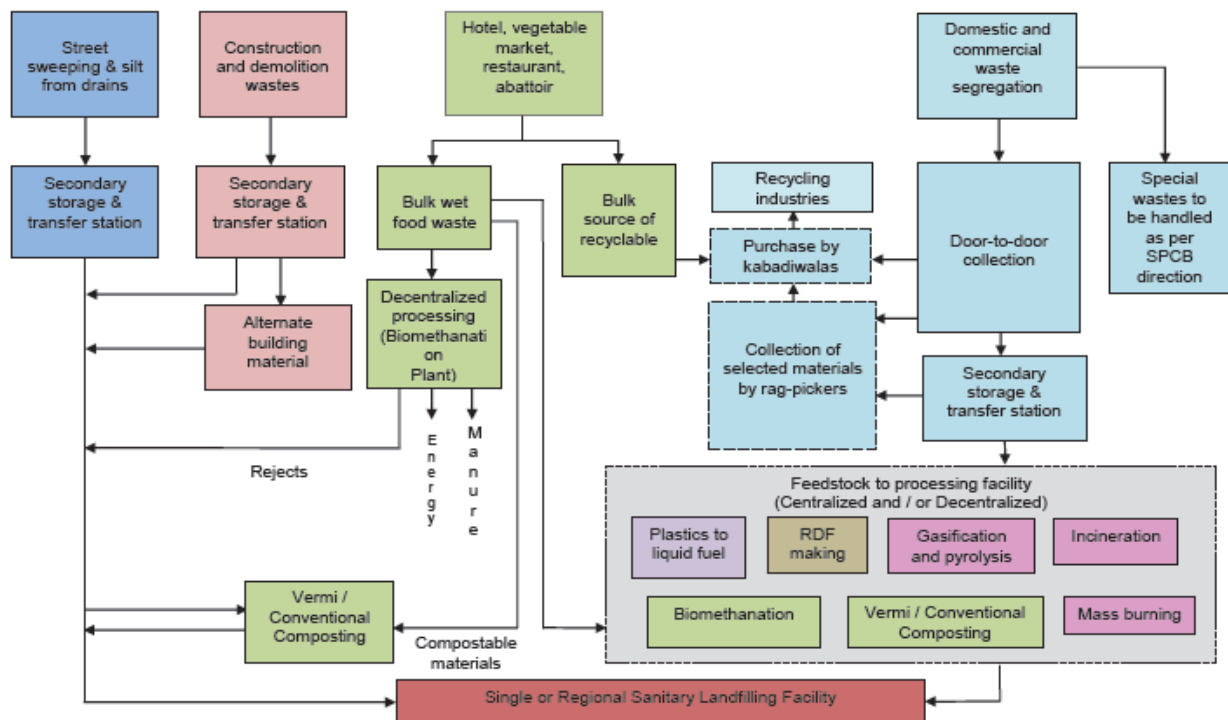 Street
sweeping & silt
from drains
Construction
and demolition
wastes
Hotel, vegetable
market,
restaurant,
abattoir
Domestic and
commercial
waste
segregation
Secondary
storage &
transfer station
Secondary
storage &
transfer station
Bulk wet
food waste
Bulk
source of
recyclable
Recycling
industries
Purchase by
kabadiwalas
Door-to-door
collection
Special
wastes to
be handled
as per
SPCB
direction
Alternate
building
material
Decentralized
processing
(Biomethanati
on
Plant)
Collection of
selected materials
by rag-pickers
Secondary
storage &
transfer station
Rejects
Energy
Manure
Feedstock to processing facility
(Centralized and / or Decentralized)
Plastics to
liquid fuel
RDF
making
Gasification
and pyrolysis
Incineration
Biomethanation
Vermi / Conventional
Composting
Mass burning
Vermi /
Conventional
Composting
Compostable
materials
Single or Regional Sanitary Landfilling Facility